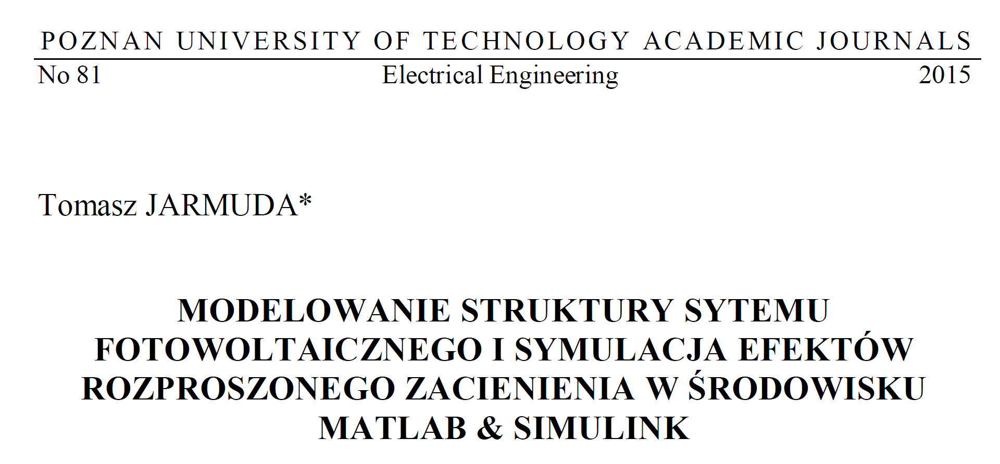 POZNAN UNIVERSITY OF TECHNOLOGY ACADEMIC JOURNALS
No 81 Electrical Engineering 2015
Tomasz JARMUDA*
MODELOWANIE STRUKTURY SYTEMU
FOTOWOLTAICZNEGO I SYMULACJA EFEKTÓW
ROZPROSZONEGO ZACIENIENIA W ŚRODOWISKU
MATLAB & SIMULINK